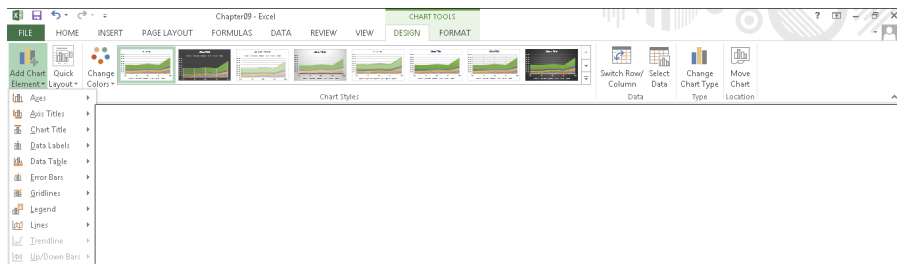 Chapter09 - Excel
CHART TOOLS
?
FILE HOME INSERT PAGE LAYOUT FORMULAS DATA REVIEW VIEW DESIGN FORMAT
Add Chart Element
Quick Layout
Change Colors
Switch Row/ Column
Select Data
Change Chart Type
Move Chart
Chart Styles
Data
Type
Location
Axes
Axis Titles
Chart Title
Data Labels
Data Table
Error Bars
Gridlines
Legend
Lines
Trendline
Up/Down Bars